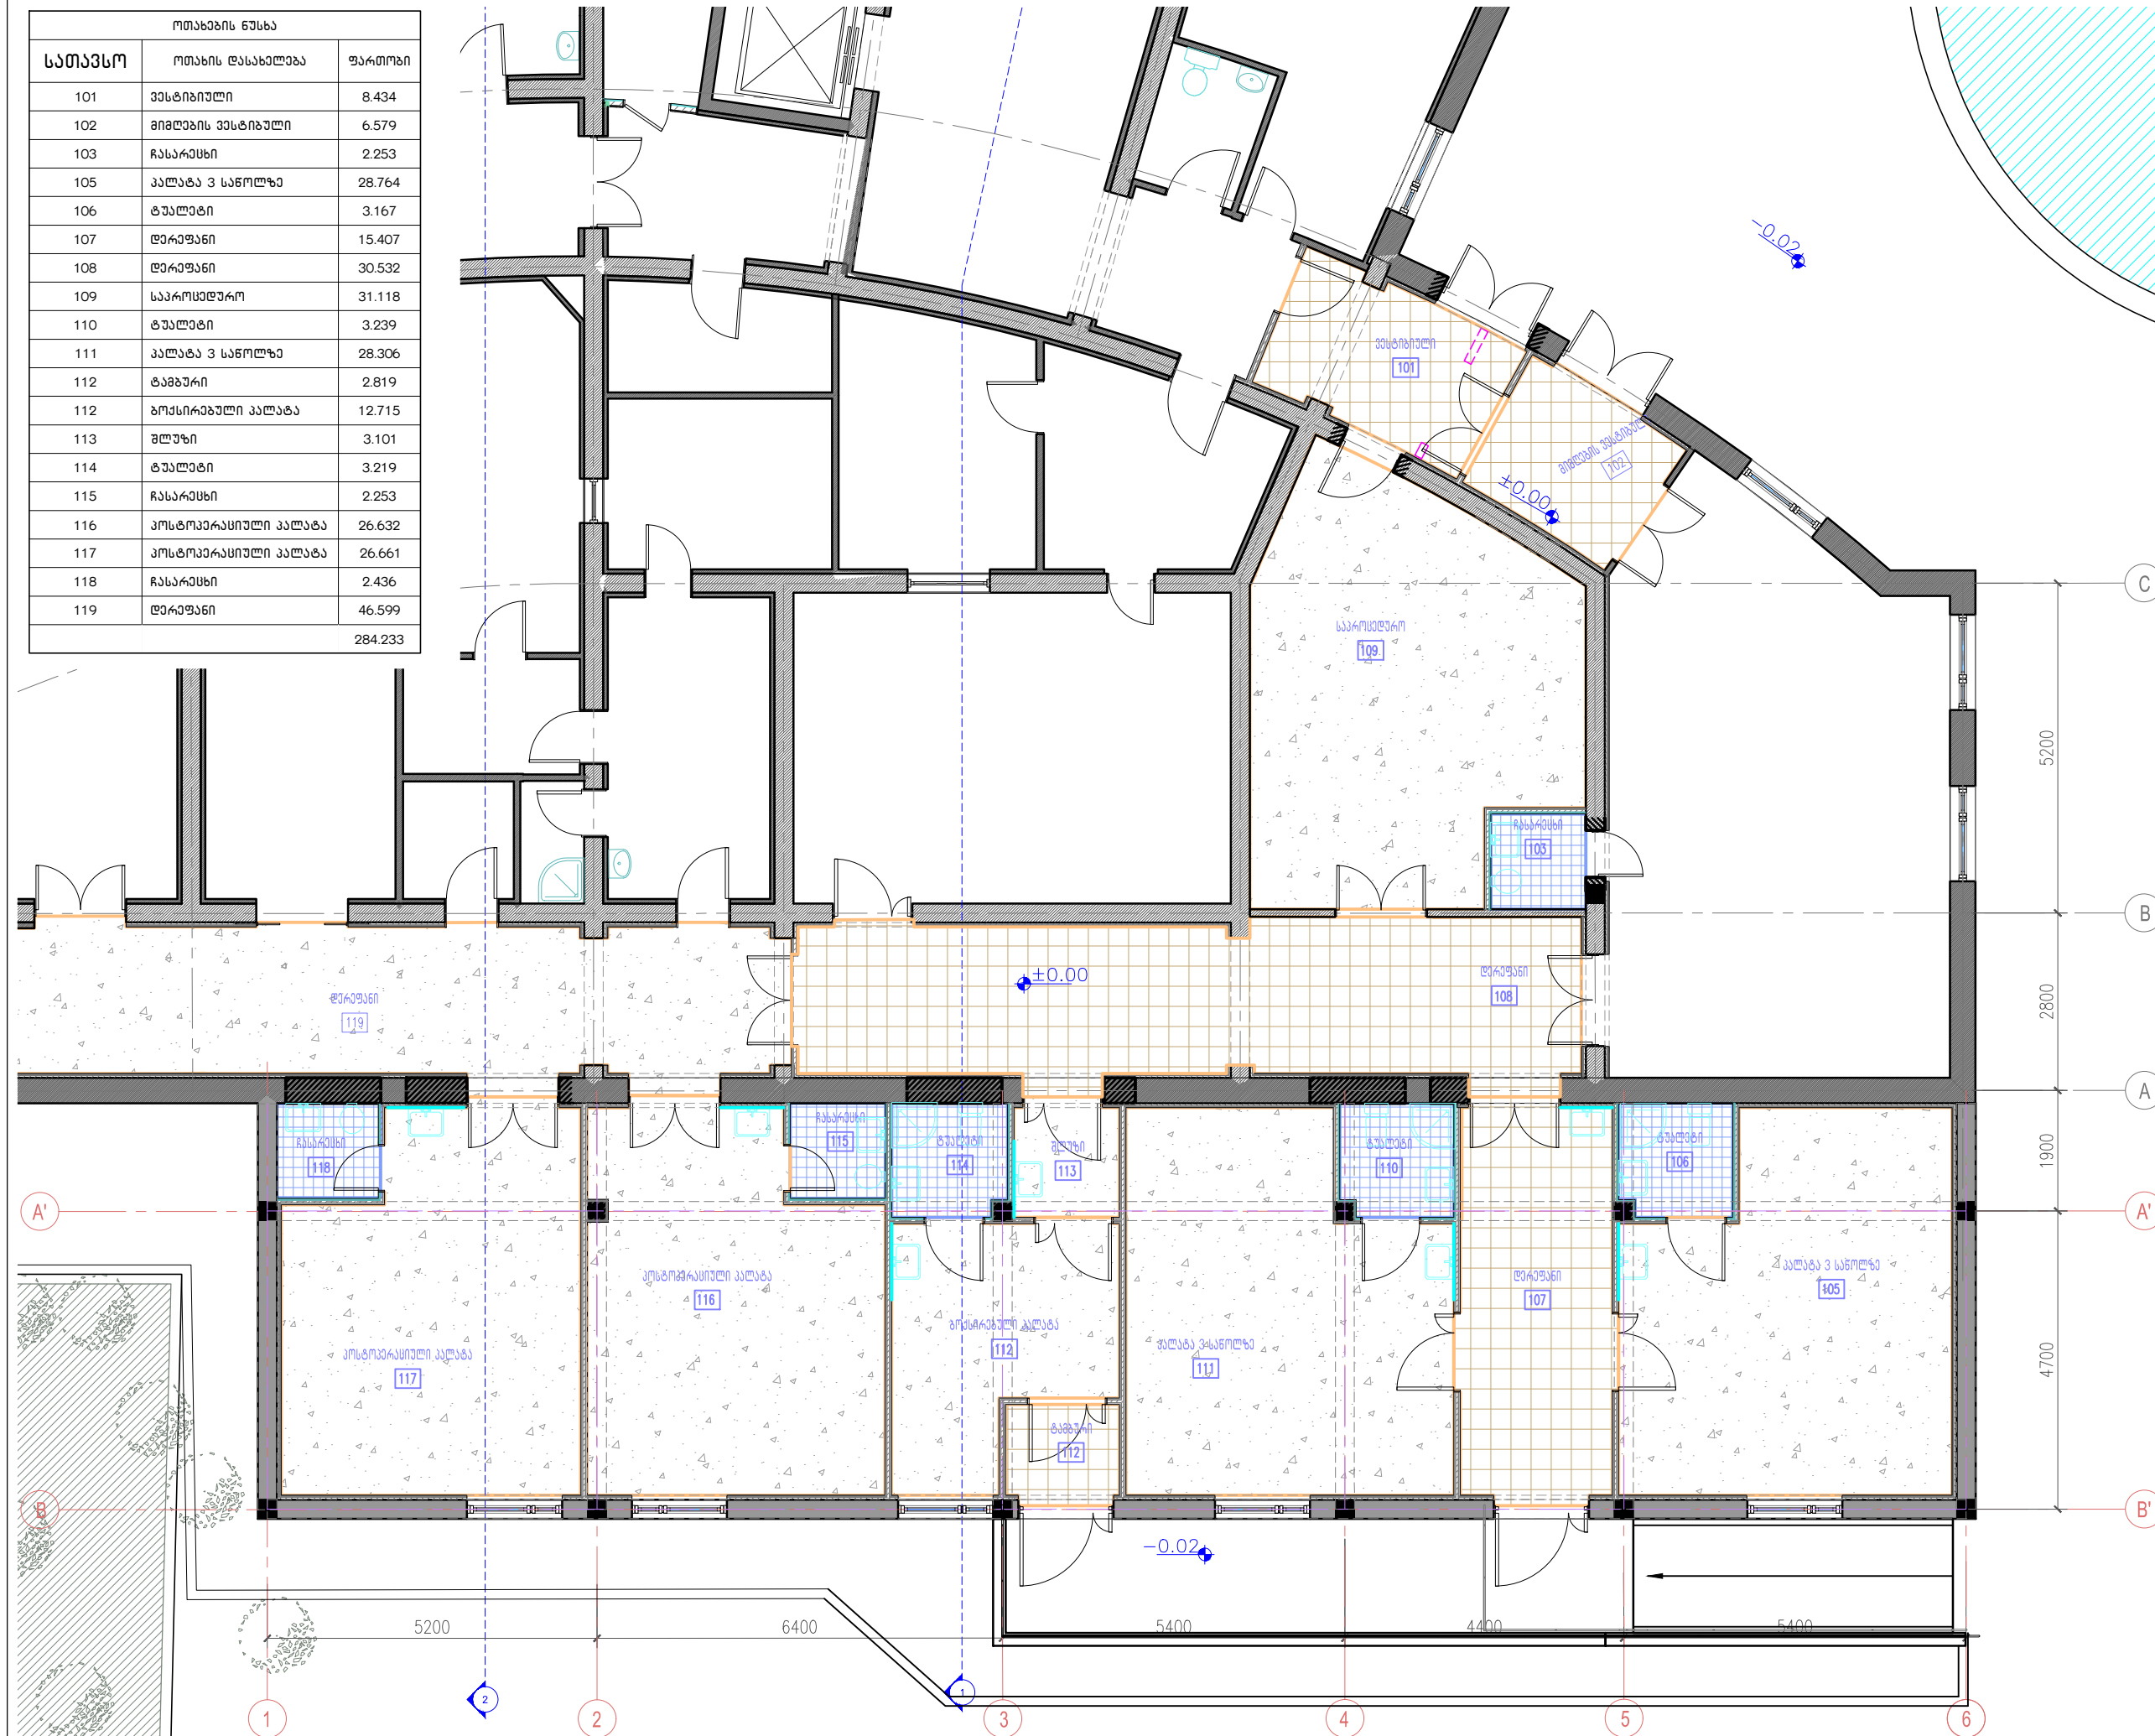 ოთახების ნუსხა
სათავსო ოთახის დასახელება ფართობი
101 ვესტიბიული 8.434
102 მიმღების ვესტიბული 6.579
103 ჩასარეცხი 2.253
105 პალატა 3 საწოლზე 28.764
106 ტუალეტი 3.167
107 დერეფანი 15.407
108 დერეფანი 30.532
109 საპროცედურო 31.118
110 ტუალეტი 3.239
111 პალატა 3 საწოლზე 28.306
112 ტამბური 2.819
112 ბოქსირებული პალატა 12.715
113 შლუზი 3.101
114 ტუალეტი 3.219
115 ჩასარეცხი 2.253
116 პოსტოპერაციული პალატა 26.632
117 პოსტოპერაციული პალატა 26.661
118 ჩასარეცხი 2.436
119 დერეფანი 46.599
284.233
-0.02
ვესტიბიული
101
მიმღების ვესტიბულ
102
±0.00
C
საპროცედურო
109
5200
ჩასარეცხი
103
B
±0.00
დერეფანი
108
დერეფანი
119
2800
A
ჩასარეცხი
118
ჩასარეცხი
115
ტუალეტი
114
შლუზი
113
ტუალეტი
110
ტუალეტი
106
1900
A'
A'
პოსტოპერაციული პალატა
116
დერეფანი
107
პალატა 3 საწოლზე
105
ბოქსირებული პალატა
112
პალატა 3 საწოლზე
111
პოსტოპერაციული პალატა
117
4700
ტამბური
112
B
B'
-0.02
5200
6400
5400
4400
5400
2
1
1
2
3
4
5
6